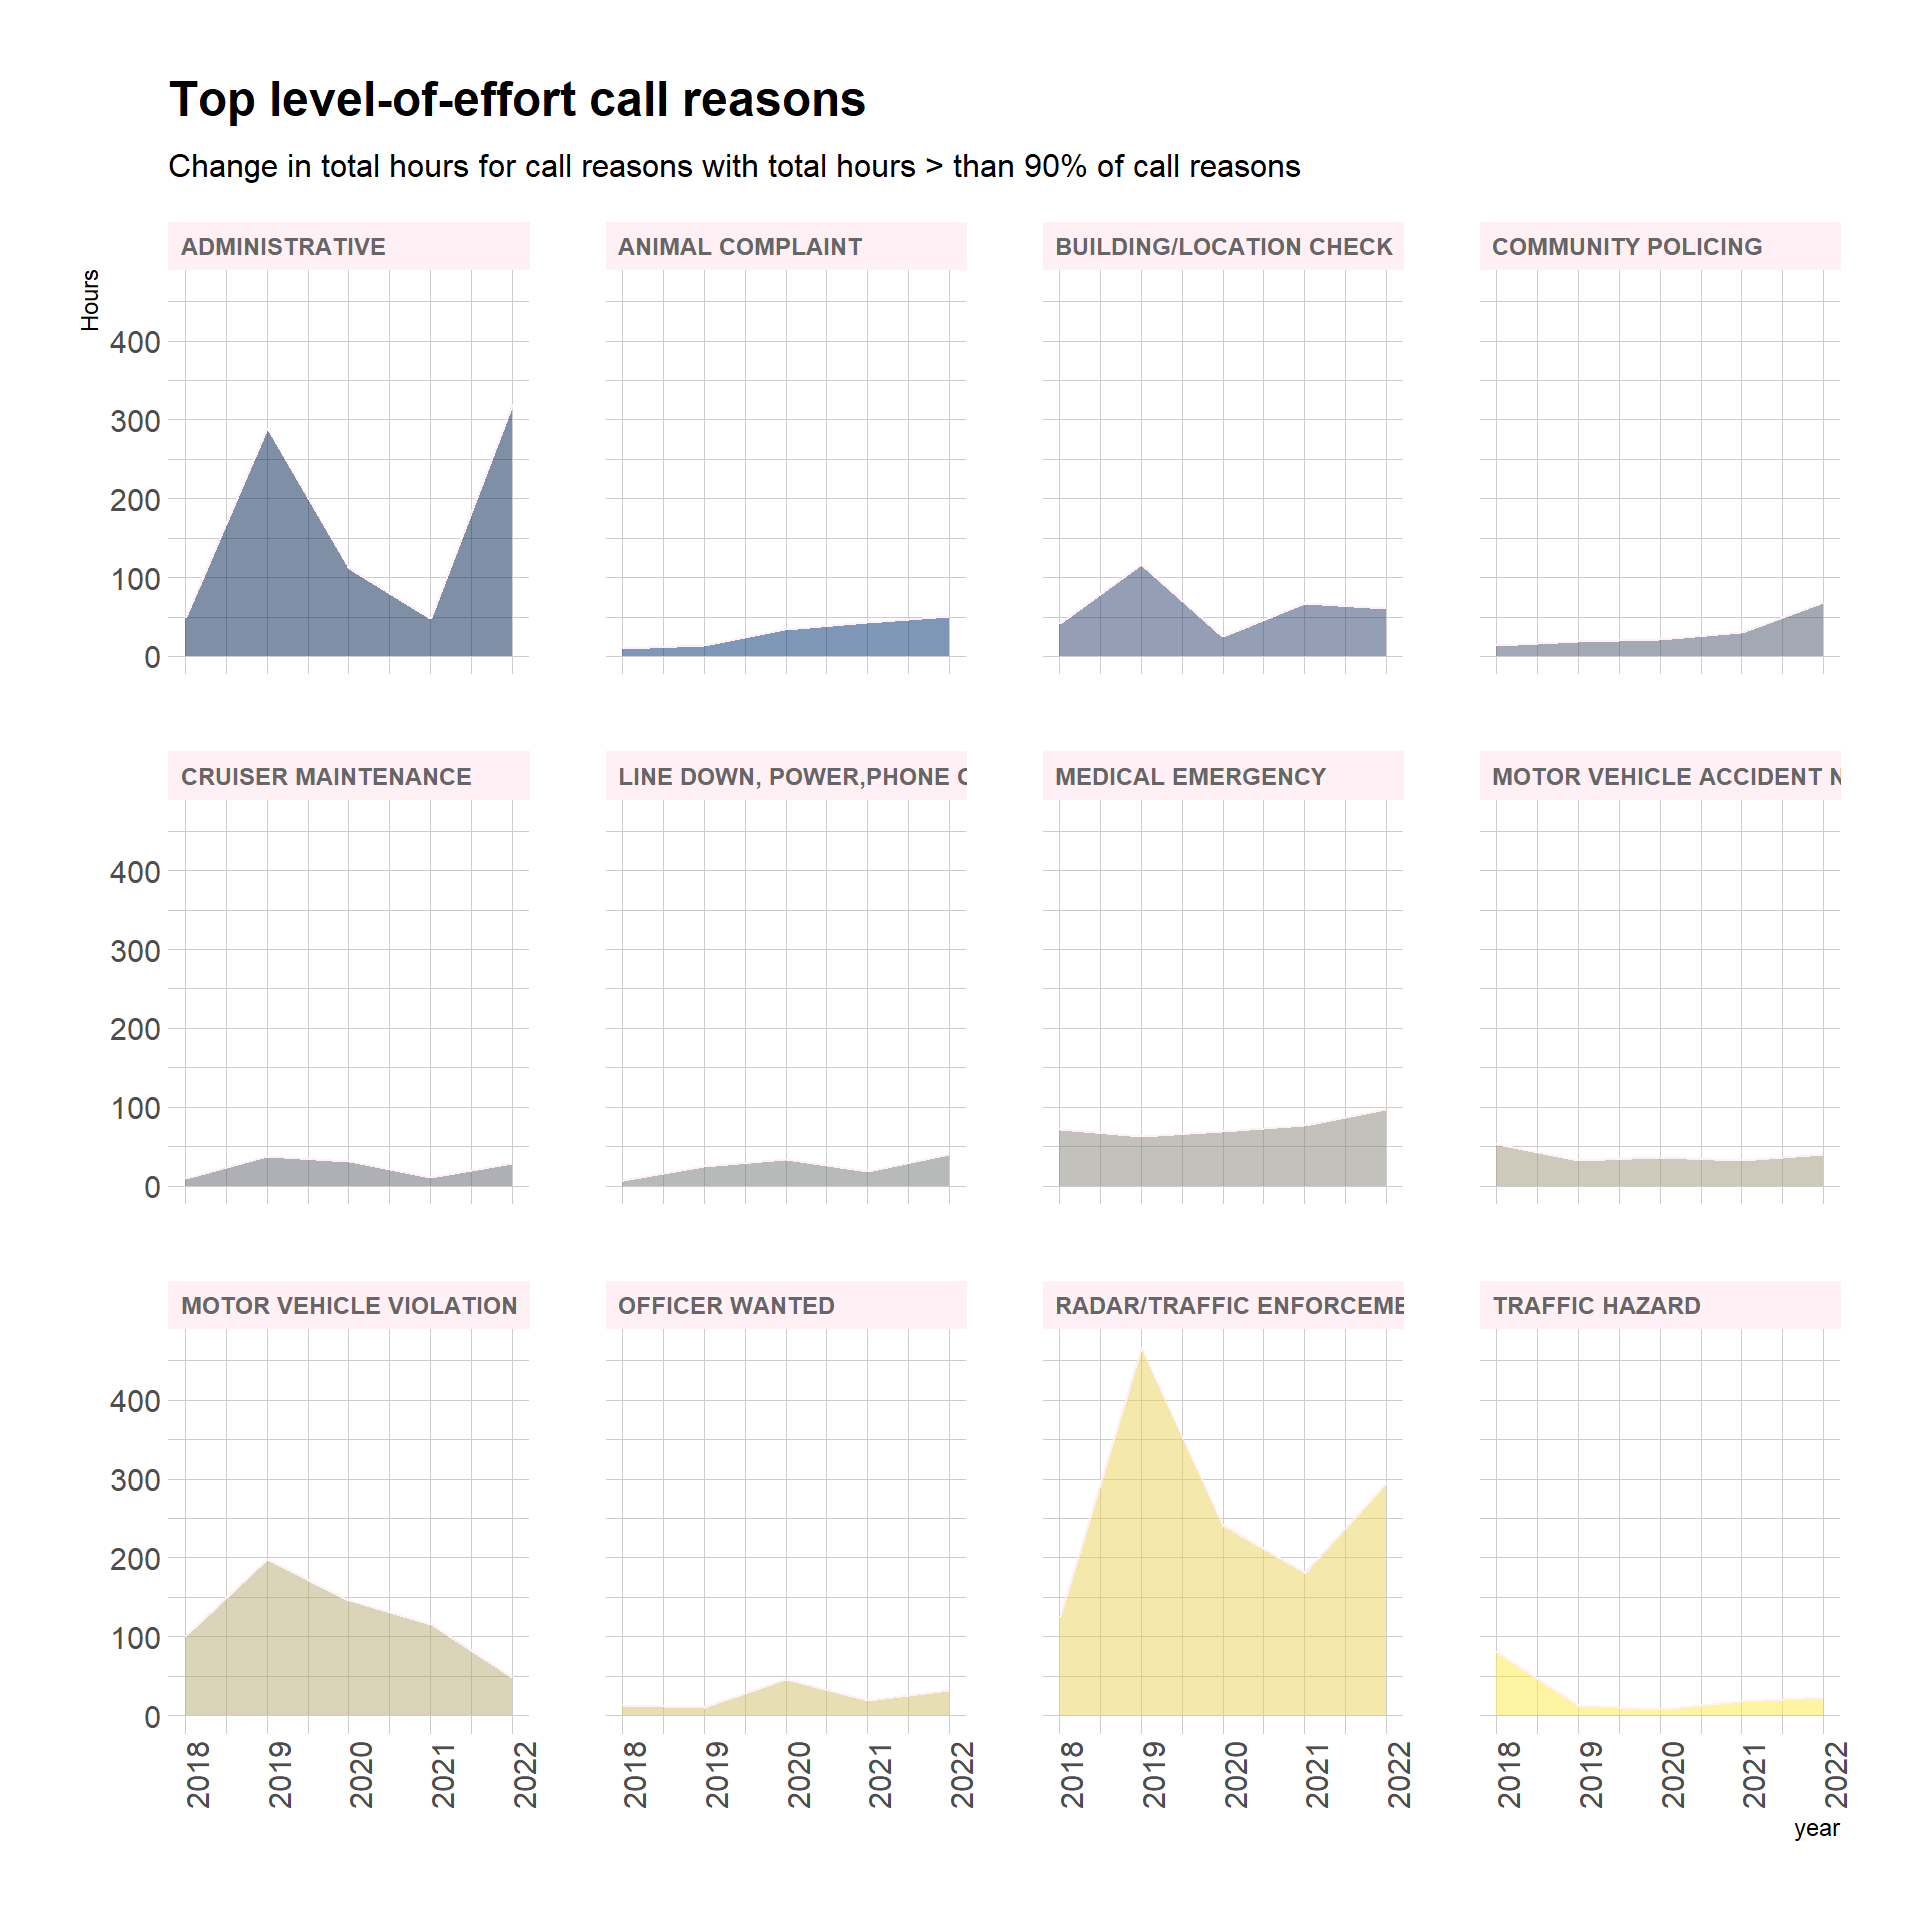 Top level-of-effort call reasons
Change in total hours for call reasons with total hours > than 90% of call reasons
ADMINISTRATIVE
ANIMAL COMPLAINT
BUILDING/LOCATION CHECK
COMMUNITY POLICING
Hours
400
300
200
100
0
CRUISER MAINTENANCE
LINE DOWN, POWER,PHONE
MEDICAL EMERGENCY
MOTOR VEHICLE ACCIDENT N
400
300
200
100
0
MOTOR VEHICLE VIOLATION
OFFICER WANTED
RADAR/TRAFFIC ENFORCEME
TRAFFIC HAZARD
400
300
200
100
0
2018 2019 2020 2021 2022
2018 2019 2020 2021 2022
2018 2019 2020 2021 2022
2018 2019 2020 2021 2022
year